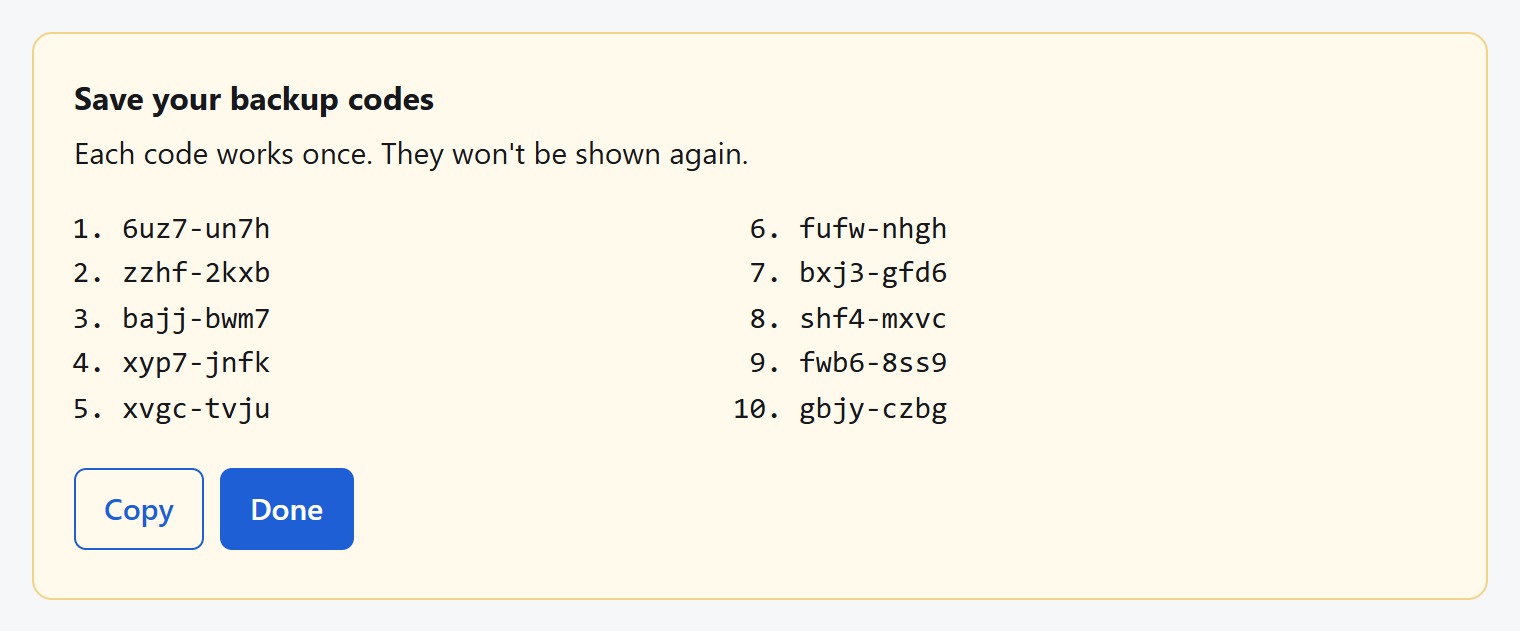 Save your backup codes
Each code works once. They won't be shown again.
1. 6uz7-un7h
2. zzhf-2kxb
3. bajj-bwm7
4. xyp7-jnfk
5. xvgc-tvju
6. fufw-nhgh
7. bxj3-gfd6
8. shf4-mxvc
9. fwb6-8ss9
10. gbjy-czbg
Copy
Done